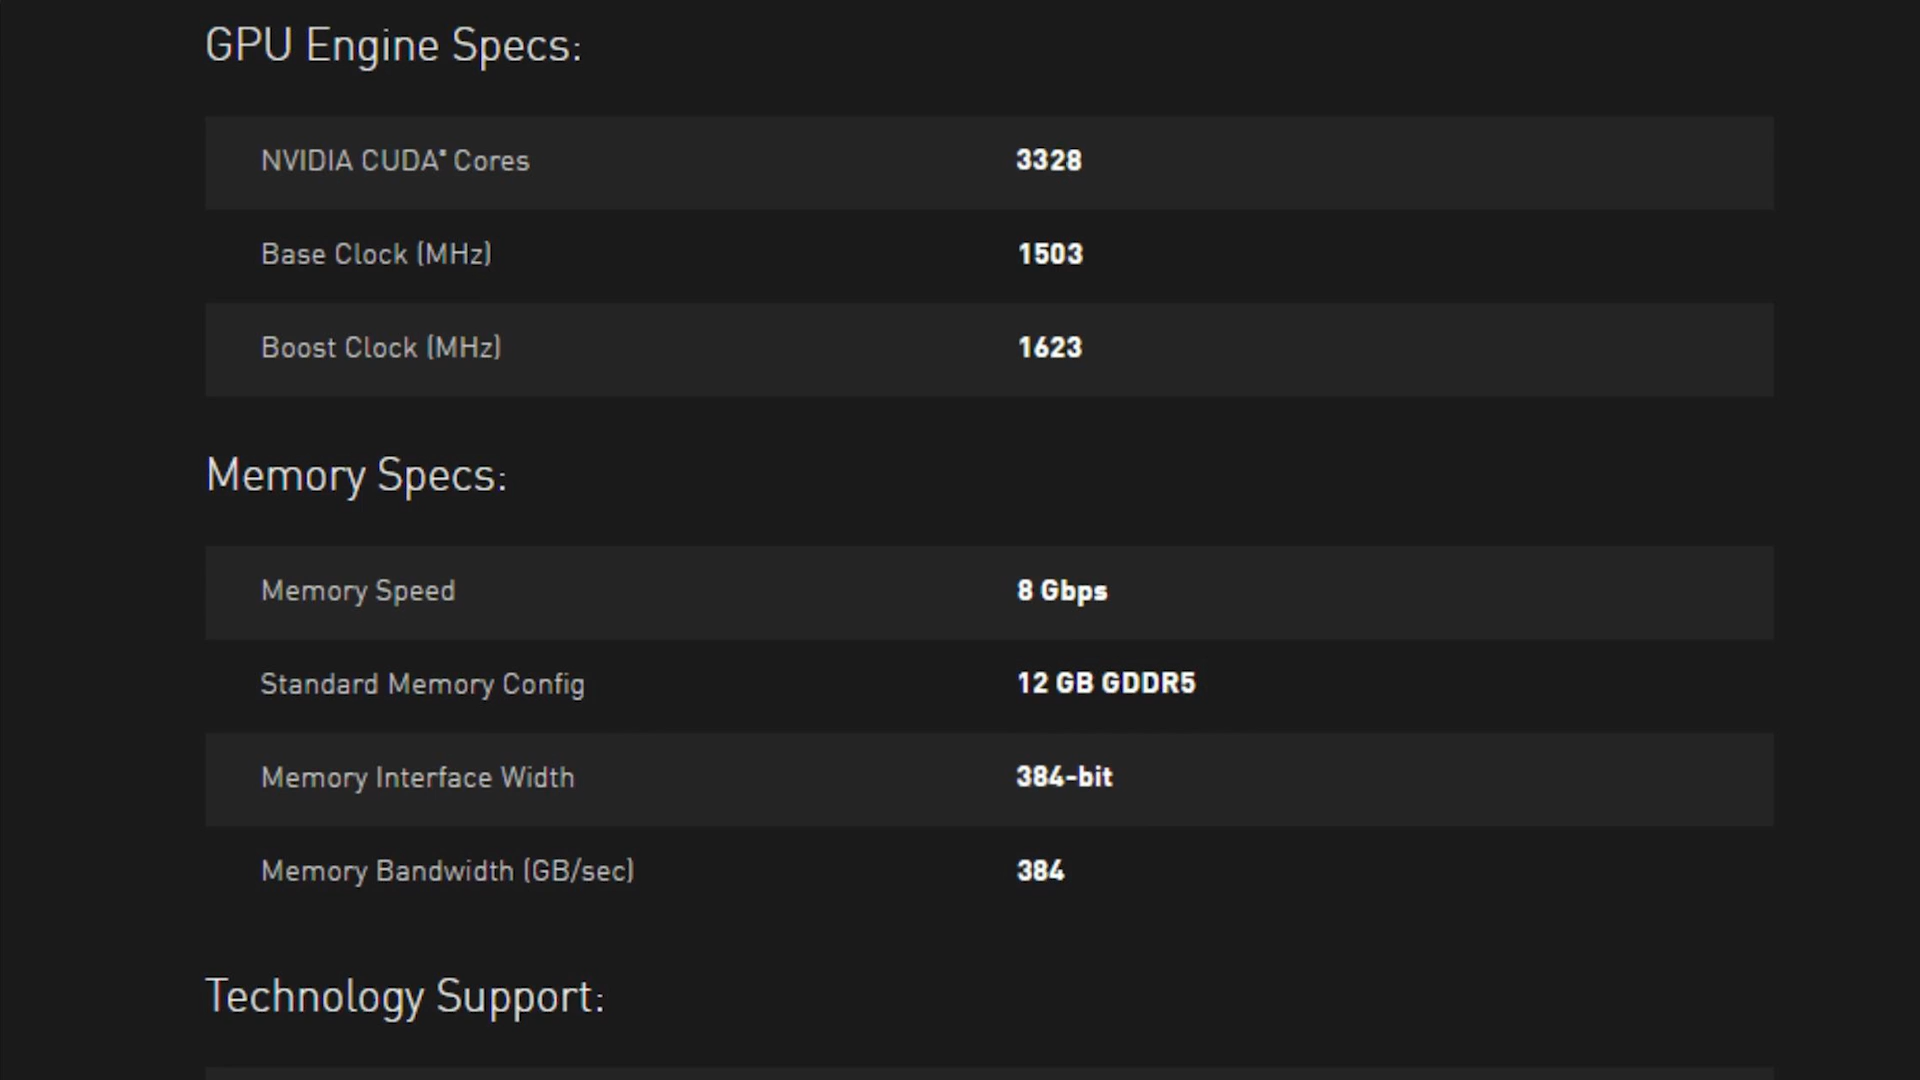 GPU Engine Specs:
NVIDIA CUDA® Cores 3328
Base Clock (MHz) 1503
Boost Clock (MHz) 1623
Memory Specs:
Memory Speed 8 Gbps
Standard Memory Config 12 GB GDDR5
Memory Interface Width 384-bit
Memory Bandwidth (GB/sec) 384
Technology Support: